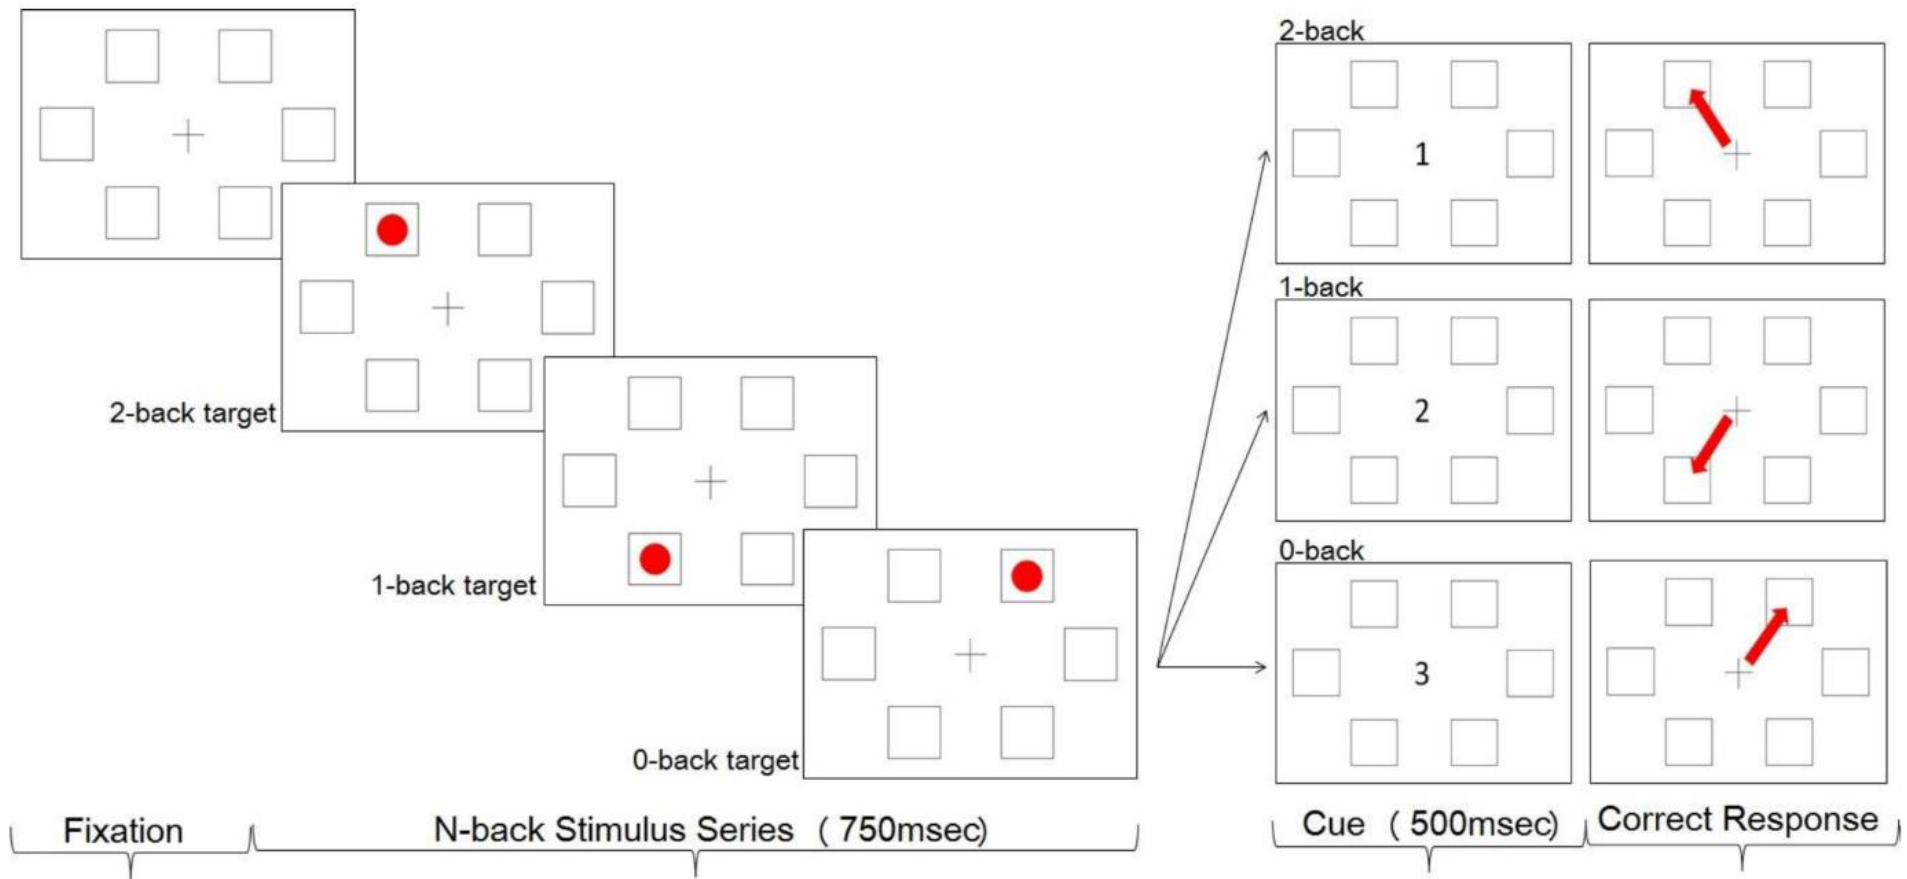 2-back target
1-back target
0-back target
2-back
1
1-back
2
0-back
3
Fixation
N-back Stimulus Series ( 750msec)
Cue ( 500msec)
Correct Response